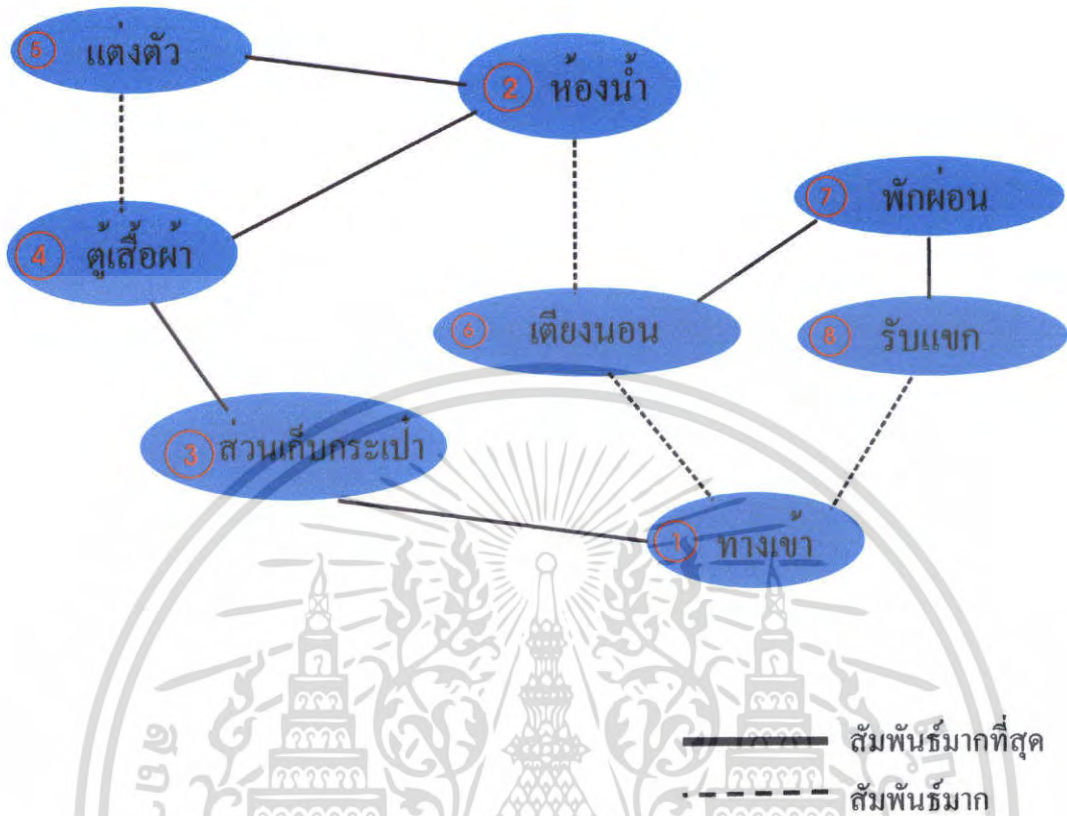 5 แต่งตัว
2 ห้องน้ำ
7 พักผ่อน
4 ตู้เสื้อผ้า
6 เตียงนอน
8 รับแขก
3 ส่วนเก็บกระเป๋า
1 ทางเข้า
สัมพันธ์มากที่สุด
สัมพันธ์มาก